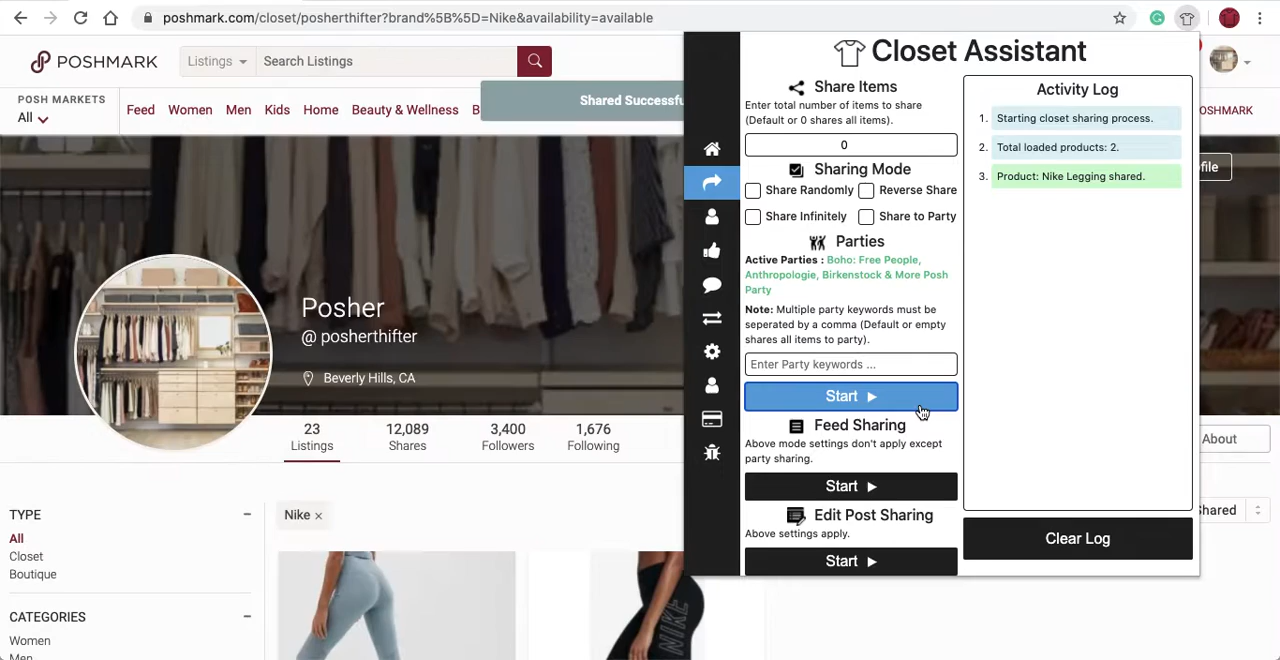 poshmark.com/closet/posherthifter?brand%5B%5D=Nike&availability=available
POSHMARK
Listings
Search Listings
POSH MARKETS
All
Feed
Women
Men
Kids
Home
Beauty & Wellness
Shared Successfu
OSHMARK
file
Posher
@ posherthifter
Beverly Hills, CA
23
Listings
12,089
Shares
3,400
Followers
1,676
Following
About
Shared
TYPE
All
Closet
Boutique
CATEGORIES
Women
Men
Nike ×
NIKE
Closet Assistant
Share Items
Enter total number of items to share
(Default or 0 shares all items).
0
Sharing Mode
Share Randomly
Reverse Share
Share Infinitely
Share to Party
Parties
Active Parties : Boho: Free People,
Anthropologie, Birkenstock & More Posh
Party
Note: Multiple party keywords must be
seperated by a comma (Default or empty
shares all items to party).
Enter Party keywords ...
Start
Feed Sharing
Above mode settings don't apply except
party sharing.
Start
Edit Post Sharing
Above settings apply.
Start
Activity Log
1. Starting closet sharing process.
2. Total loaded products: 2.
3. Product: Nike Legging shared.
Clear Log